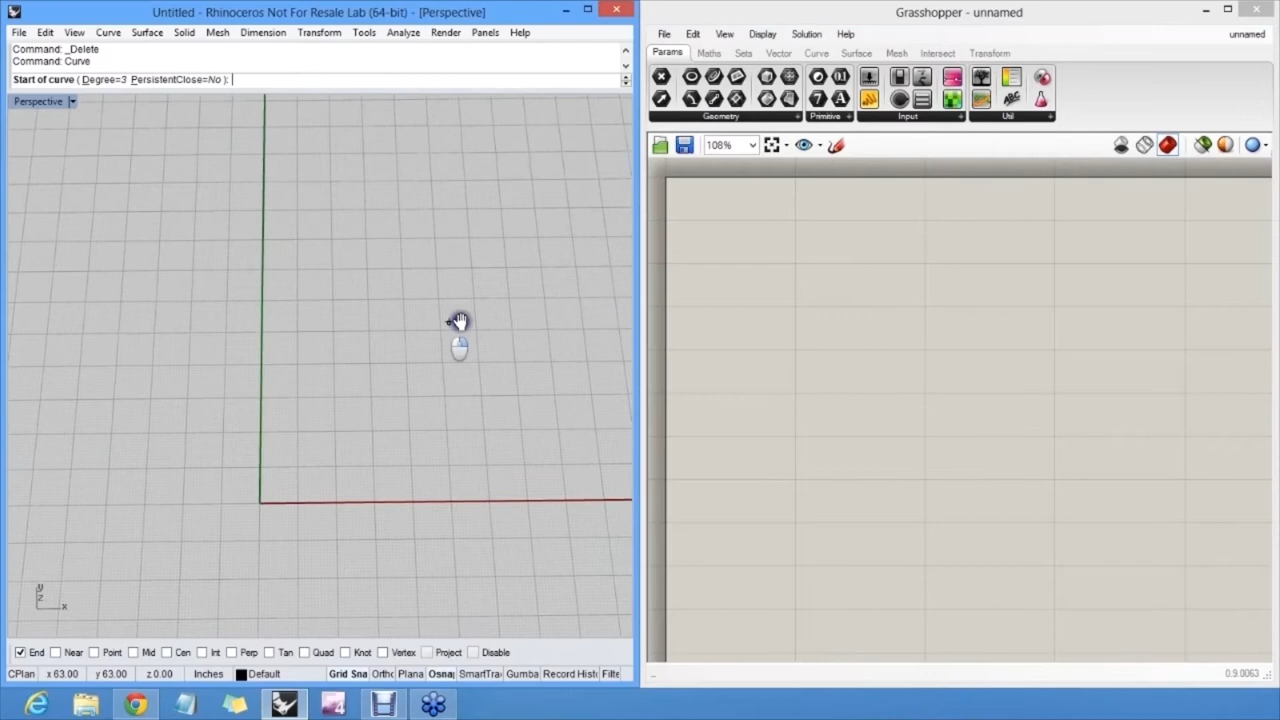 Untitled - Rhinoceros Not For Resale Lab (64-bit) - [Perspective]
File Edit View Curve Surface Solid Mesh Dimension Transform Tools Analyze Render Panels Help
Command: _Delete
Command: Curve
Start of curve ( Degree=3 PersistentClose=No ):
Perspective
y
z
x
End Near Point Mid Cen Int Perp Tan Quad Knot Vertex Project Disable
CPlan x 63.00 y 63.00 z 0.00 Inches Default Grid Sna Ortho Plana Osna SmartTrac Gumba Record Histo Filte
Grasshopper - unnamed
File Edit View Display Solution Help unnamed
Params Maths Sets Vector Curve Surface Mesh Intersect Transform
Geometry Primitive Input Util
108%
0.9.0063